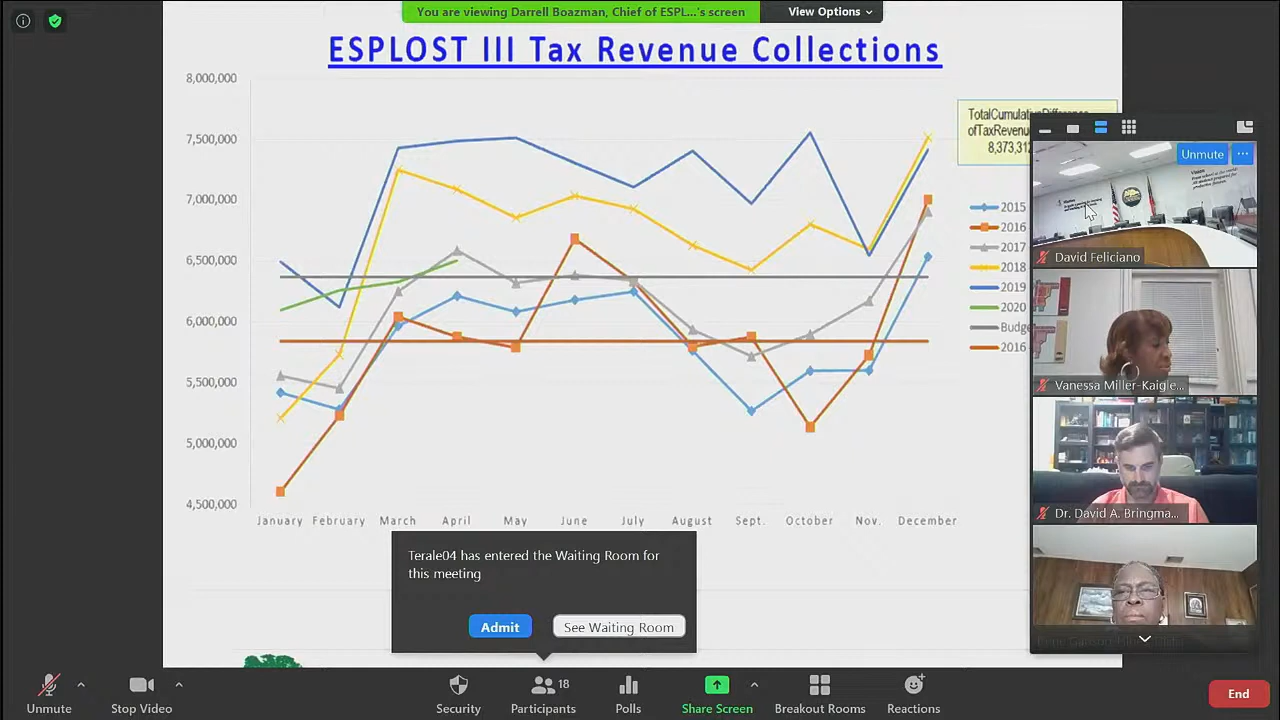 You are viewing Darrell Boazman, Chief of ESPL...'s screen
View Options
ESPLOST III Tax Revenue Collections
8,000,000
7,500,000
7,000,000
6,500,000
6,000,000
5,500,000
5,000,000
4,500,000
January February March April May June July August Sept. October Nov. December
TotalCumulativeDifference
ofTaxRevenue
8,373,312
2015
2016
2017
2018
2019
2020
Budge
2016
Unmute
David Feliciano
Vanessa Miller-Kaigle...
Dr. David A. Bringma...
Terale04 has entered the Waiting Room for
this meeting
Admit
See Waiting Room
Unmute
Stop Video
Security
18
Participants
Polls
Share Screen
Breakout Rooms
Reactions
End